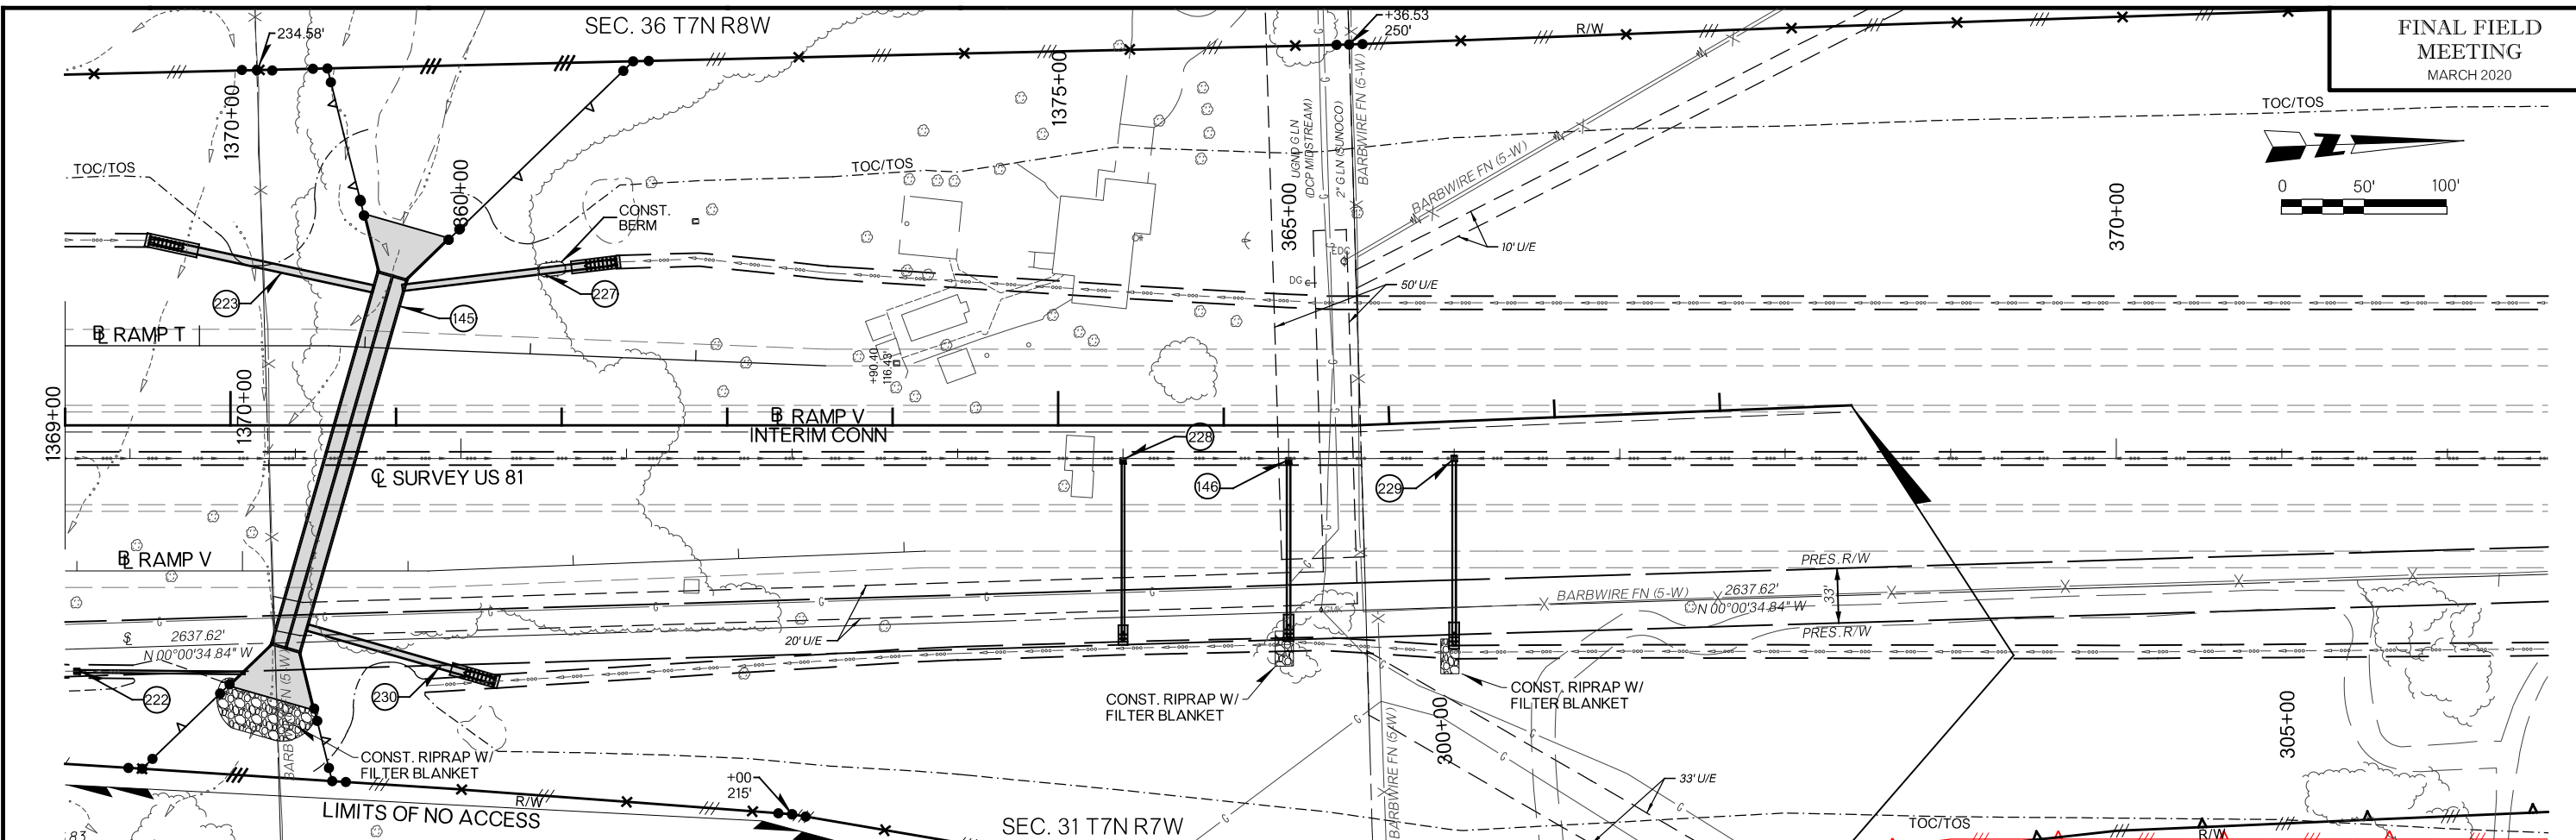 SEC. 36 T7N R8W
234.58'
+36.53
250'
R/W
FINAL FIELD
MEETING
MARCH 2020
1370+00
1375+00
TOC/TOS
TOC/TOS
TOC/TOS
UGND G LN
(DCP MIDSTREAM)
2" G LN (SUNOCO)
BARBWIRE FN (5-W)
BARBWIRE FN (5-W)
0 50' 100'
360+00
365+00
370+00
CONST.
BERM
10' U/E
EDC
DG
50' U/E
223
227
145
℄ SURVEY US 81
RAMP T
+90.40
116.43'
1369+00
1370+00
RAMP V
INTERIM CONN
228
146
229
RAMP V
PRES. R/W
BARBWIRE FN (5-W)
2637.62'
N 00°00'34.84" W
33'
PRES. R/W
2637.62'
N 00°00'34.84" W
20' U/E
222
230
BARBWIRE FN (5-W)
CONST. RIPRAP W/
FILTER BLANKET
CONST. RIPRAP W/
FILTER BLANKET
CONST. RIPRAP W/
FILTER BLANKET
300+00
305+00
BARBWIRE FN (5-W)
+00
215'
33' U/E
R/W
LIMITS OF NO ACCESS
SEC. 31 T7N R7W
TOC/TOS
R/W
.83